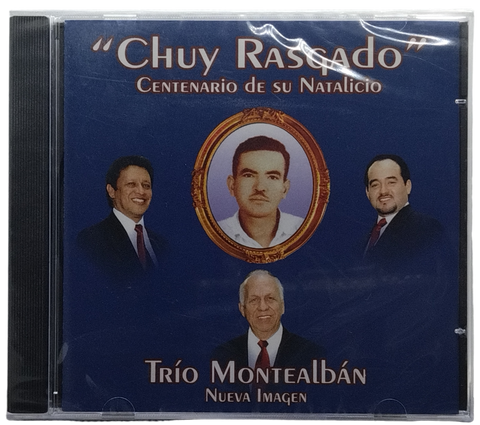 “Chuy Rasgado”
Centenario de su Natalicio
Trío Montealbán
Nueva Imagen